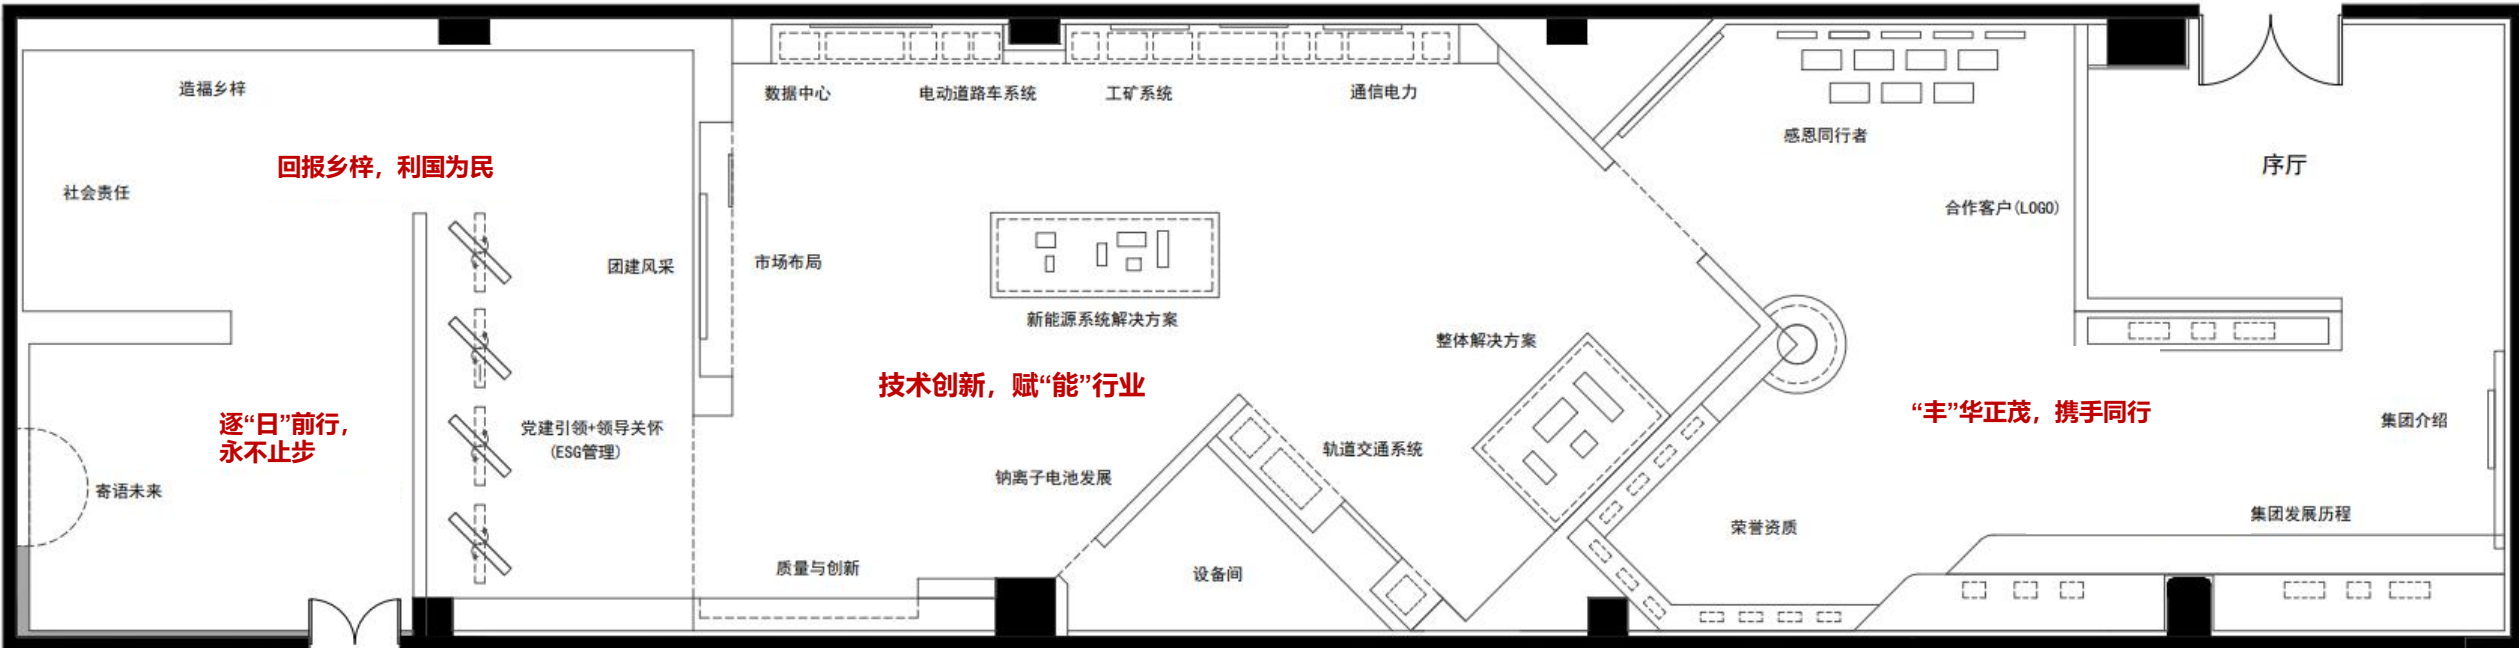 造福乡梓
数据中心
电动道路车系统
工矿系统
通信电力
感恩同行者
序厅
回报乡梓，利国为民
社会责任
合作客户(LOGO)
团建风采
市场布局
新能源系统解决方案
整体解决方案
技术创新，赋“能”行业
逐“日”前行，
永不止步
党建引领+领导关怀
(ESG管理)
“丰”华正茂，携手同行
集团介绍
轨道交通系统
钠离子电池发展
寄语未来
集团发展历程
荣誉资质
质量与创新
设备间